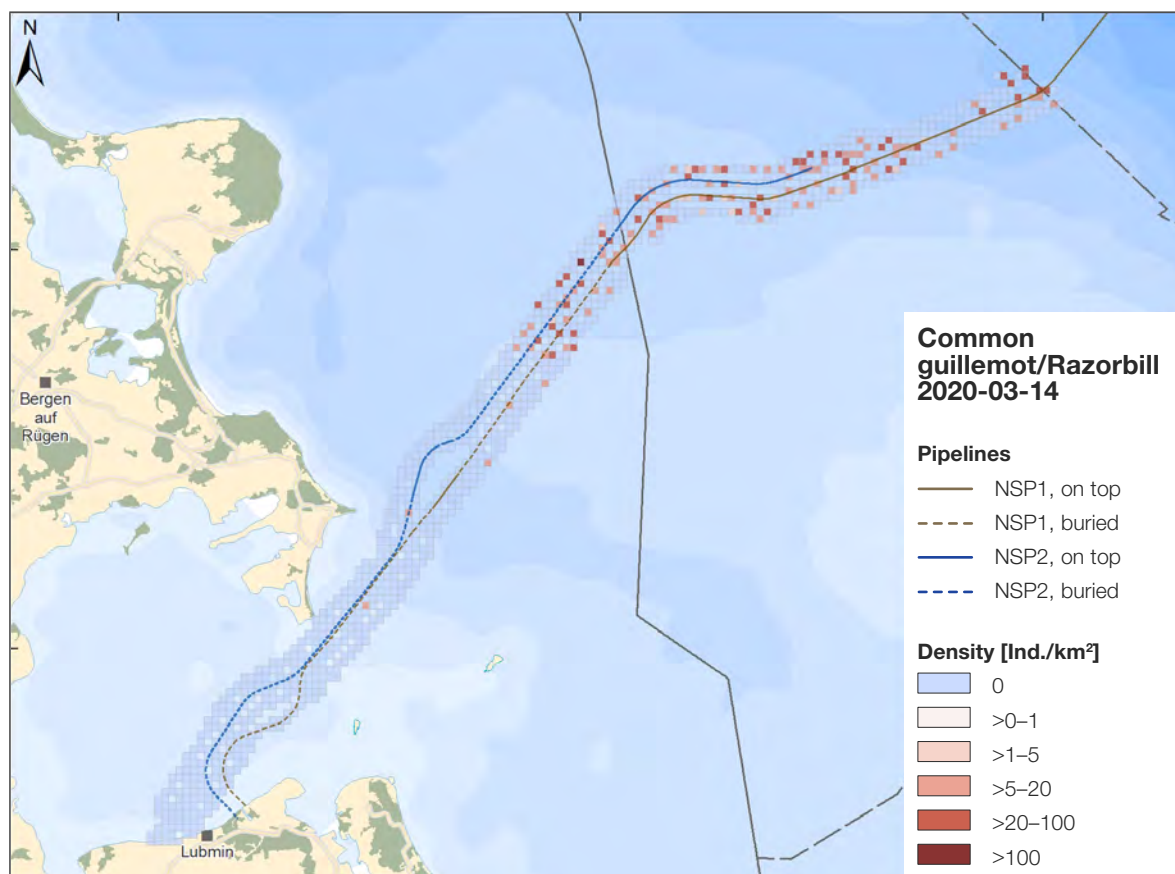 N
Bergen
auf
Rügen
Lubmin
Common
guillemot/Razorbill
2020-03-14
Pipelines
NSP1, on top
NSP1, buried
NSP2, on top
NSP2, buried
Density [Ind./km²]
0
>0–1
>1–5
>5–20
>20–100
>100